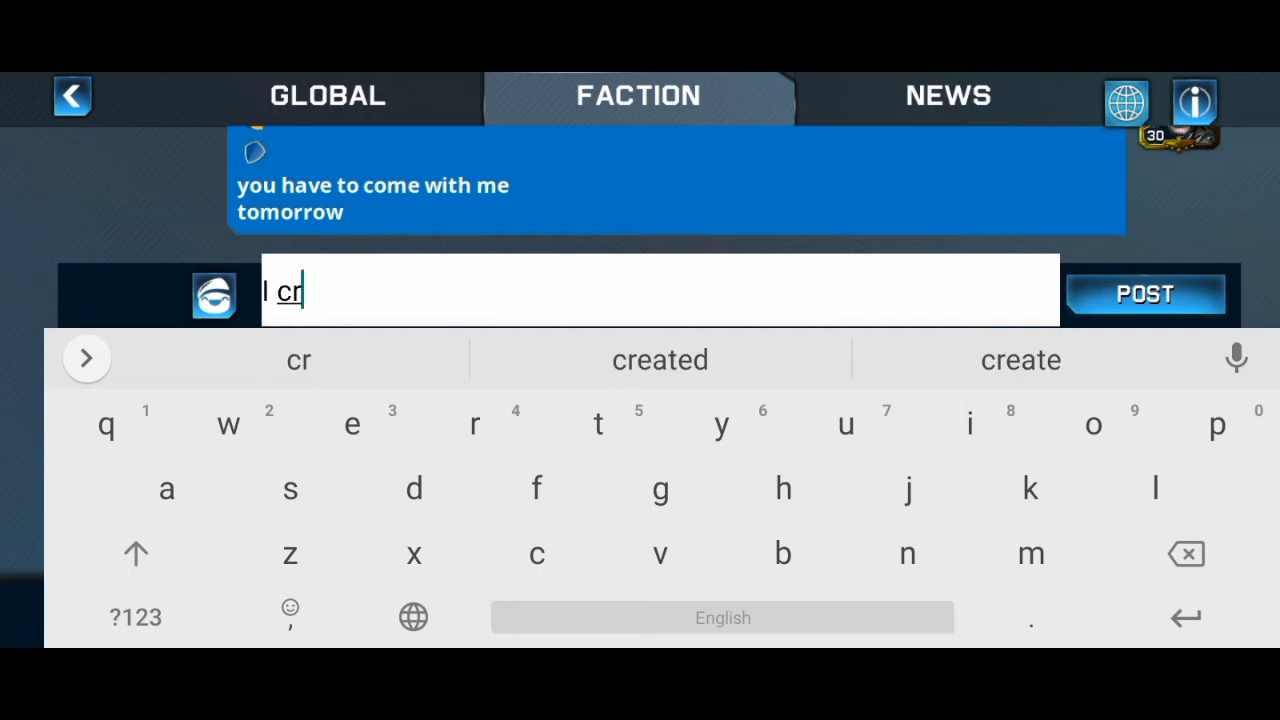 GLOBAL FACTION NEWS
30
you have to come with me
tomorrow
I cr
POST
cr created create
q 1 w 2 e 3 r 4 t 5 y 6 u 7 i 8 o 9 p 0
a s d f g h j k l
z x c v b n m
?123 , English .